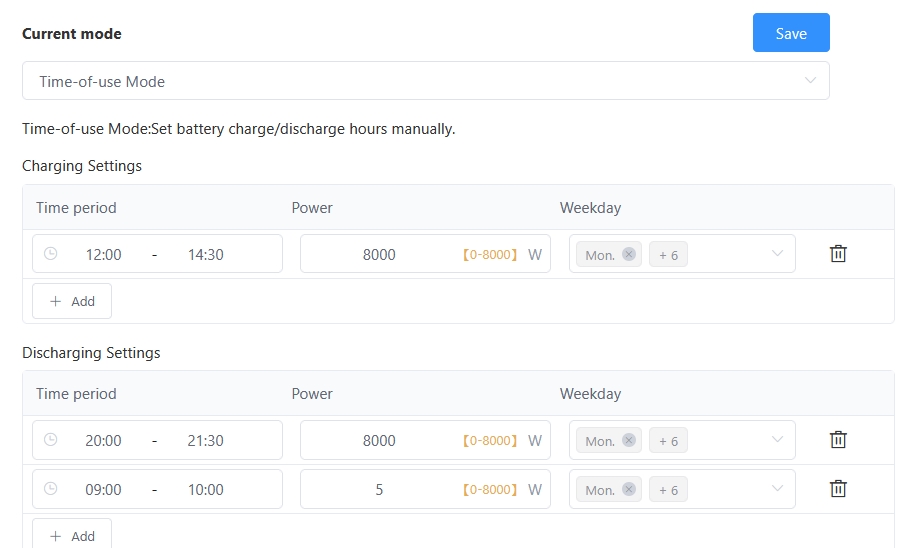 Current mode
Save
Time-of-use Mode
Time-of-use Mode:Set battery charge/discharge hours manually.
Charging Settings
Time period Power Weekday
12:00 - 14:30 8000 【0-8000】 W Mon. + 6
+ Add
Discharging Settings
Time period Power Weekday
20:00 - 21:30 8000 【0-8000】 W Mon. + 6
09:00 - 10:00 5 【0-8000】 W Mon. + 6
+ Add